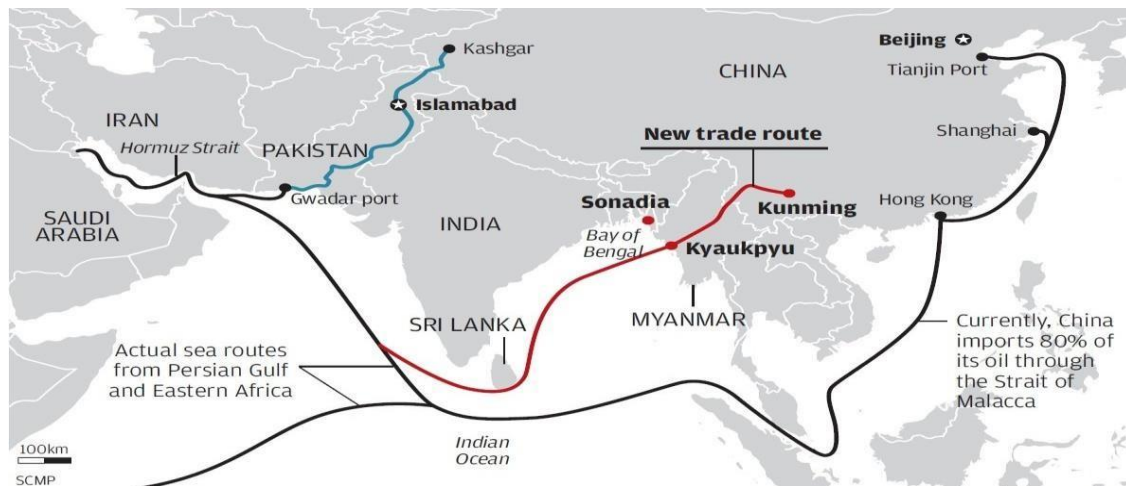 Kashgar
Beijing
Tianjin Port
CHINA
Islamabad
IRAN
Hormuz Strait
PAKISTAN
New trade route
Shanghai
Gwadar port
SAUDI
ARABIA
INDIA
Sonadia
Kunming
Hong Kong
Bay of
Bengal
Kyaukpyu
SRI LANKA
MYANMAR
Actual sea routes
from Persian Gulf
and Eastern Africa
Currently, China
imports 80% of
its oil through
the Strait of
Malacca
Indian
Ocean
100km
SCMP